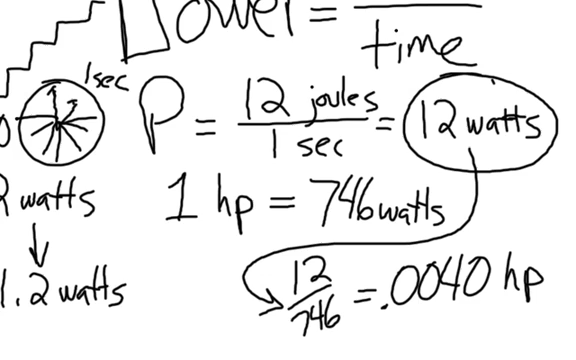 Power =
time
1 sec
P = 12 joules / 1 sec = 12 watts
watts
1 hp = 746 watts
1.2 watts
12/746 = .0040 hp